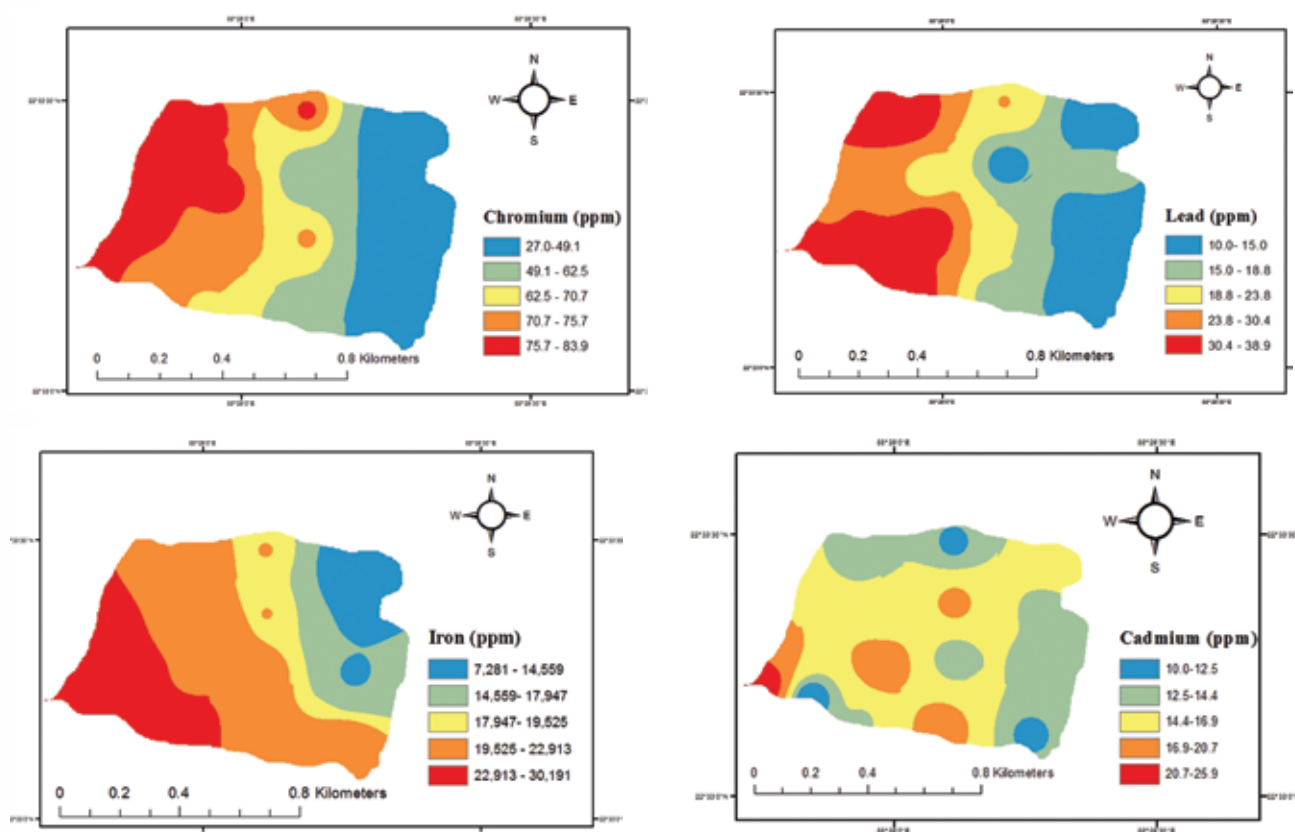 N
W E
S
Chromium (ppm)
27.0-49.1
49.1 - 62.5
62.5 - 70.7
70.7 - 75.7
75.7 - 83.9
0 0.2 0.4 0.8 Kilometers
N
W E
S
Lead (ppm)
10.0- 15.0
15.0 - 18.8
18.8 - 23.8
23.8 - 30.4
30.4 - 38.9
0 0.2 0.4 0.8 Kilometers
N
W E
S
Iron (ppm)
7,281 - 14,559
14,559- 17,947
17,947- 19,525
19,525 - 22,913
22,913 - 30,191
0 0.2 0.4 0.8 Kilometers
N
W E
S
Cadmium (ppm)
10.0-12.5
12.5-14.4
14.4-16.9
16.9-20.7
20.7-25.9
0 0.2 0.4 0.8 Kilometers